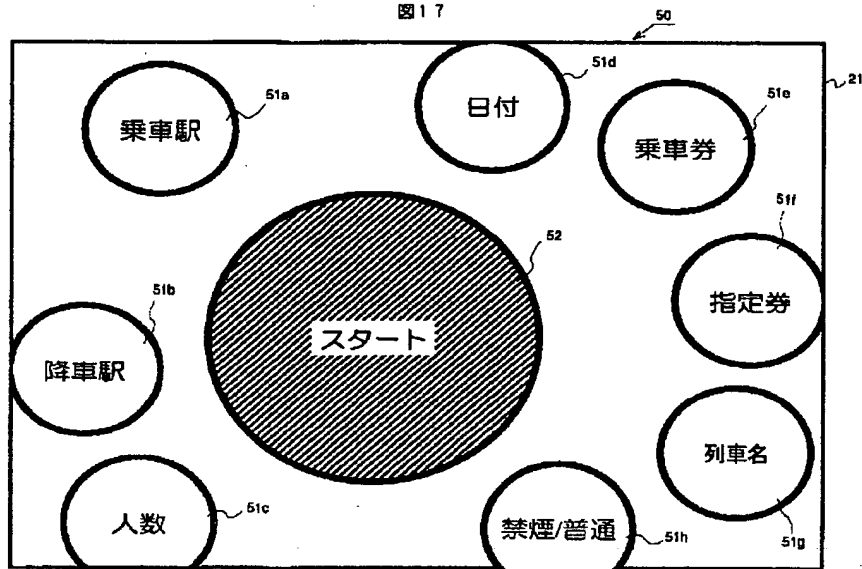 図17
50
21
乗車駅
51a
日付
51d
乗車券
51e
指定券
51f
スタート
52
降車駅
51b
列車名
51g
人数
51c
禁煙/普通
51h